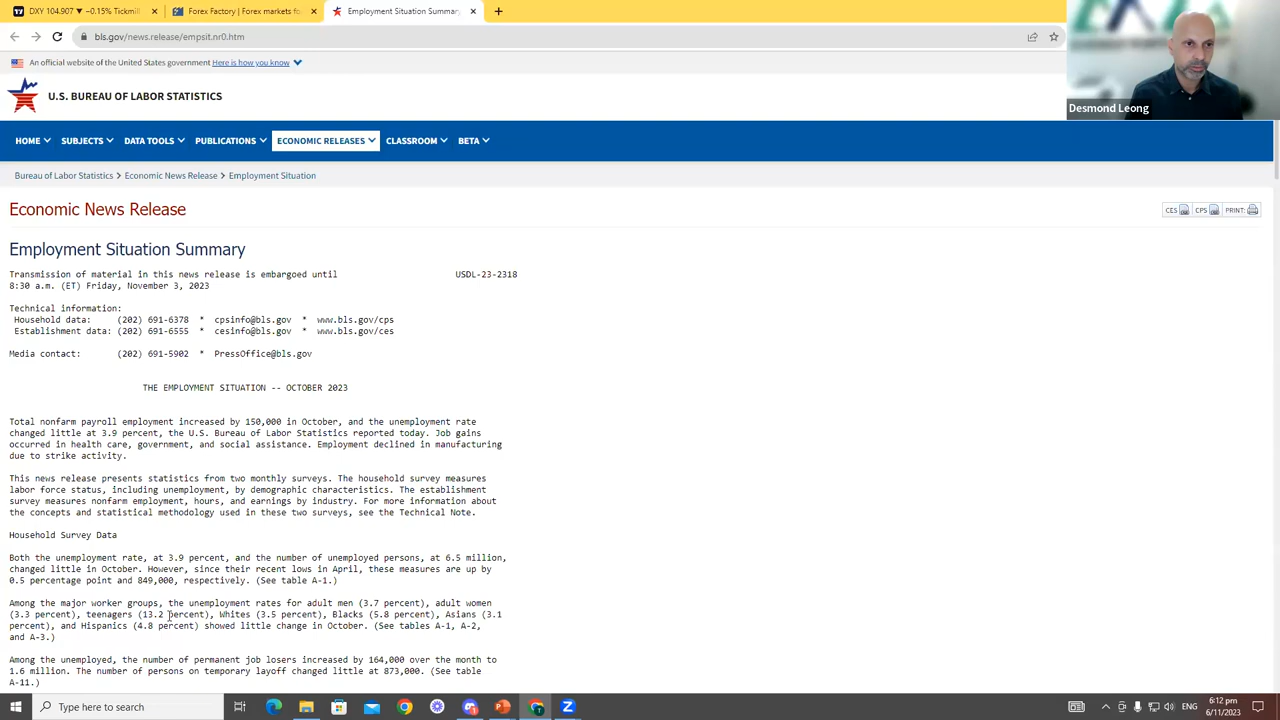 DXY 104.907 ▼ −0.15% Tickmill
Forex Factory | Forex markets fo
Employment Situation Summary
bls.gov/news.release/empsit.nr0.htm
An official website of the United States government Here is how you know
U.S. BUREAU OF LABOR STATISTICS
HOME SUBJECTS DATA TOOLS PUBLICATIONS ECONOMIC RELEASES CLASSROOM BETA
Bureau of Labor Statistics > Economic News Release > Employment Situation
Economic News Release
CES CPS PRINT:
Employment Situation Summary
Transmission of material in this news release is embargoed until USDL-23-2318
8:30 a.m. (ET) Friday, November 3, 2023
Technical information:
Household data: (202) 691-6378 * cpsinfo@bls.gov * www.bls.gov/cps
Establishment data: (202) 691-6555 * cesinfo@bls.gov * www.bls.gov/ces
Media contact: (202) 691-5902 * PressOffice@bls.gov
THE EMPLOYMENT SITUATION -- OCTOBER 2023
Total nonfarm payroll employment increased by 150,000 in October, and the unemployment rate
changed little at 3.9 percent, the U.S. Bureau of Labor Statistics reported today. Job gains
occurred in health care, government, and social assistance. Employment declined in manufacturing
due to strike activity.
This news release presents statistics from two monthly surveys. The household survey measures
labor force status, including unemployment, by demographic characteristics. The establishment
survey measures nonfarm employment, hours, and earnings by industry. For more information about
the concepts and statistical methodology used in these two surveys, see the Technical Note.
Household Survey Data
Both the unemployment rate, at 3.9 percent, and the number of unemployed persons, at 6.5 million,
changed little in October. However, since their recent lows in April, these measures are up by
0.5 percentage point and 849,000, respectively. (See table A-1.)
Among the major worker groups, the unemployment rates for adult men (3.7 percent), adult women
(3.3 percent), teenagers (13.2 percent), Whites (3.5 percent), Blacks (5.8 percent), Asians (3.1
percent), and Hispanics (4.8 percent) showed little change in October. (See tables A-1, A-2,
and A-3.)
Among the unemployed, the number of permanent job losers increased by 164,000 over the month to
1.6 million. The number of persons on temporary layoff changed little at 873,000. (See table
A-11.)
Desmond Leong
Type here to search
ENG
6:12 pm
6/11/2023